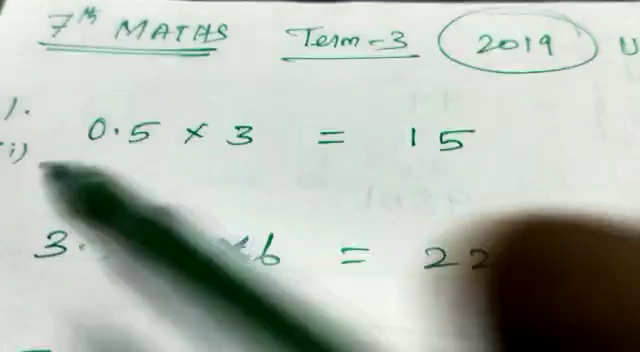 7th MATHS Term-3 2019 U
1.
i) 0.5 × 3 = 15
3. ×6 = 22